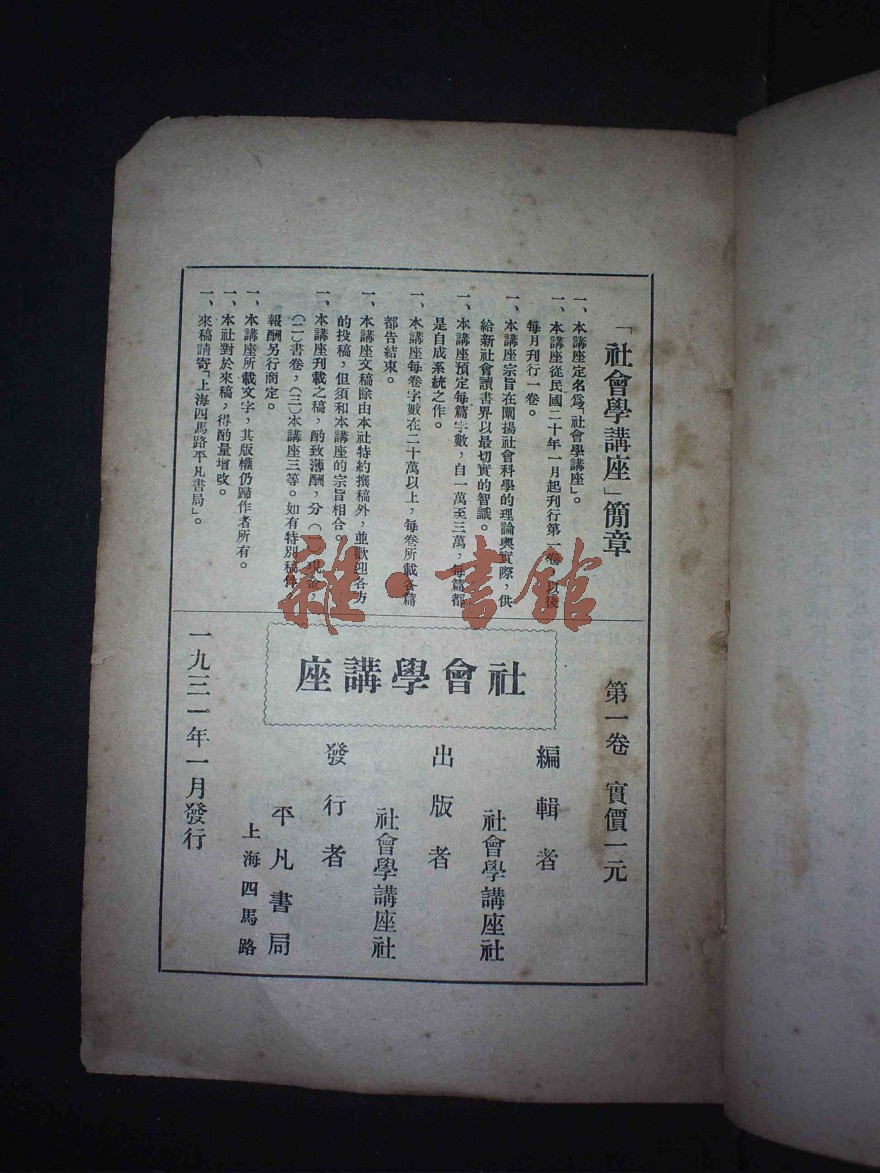 「社會學講座」簡章
一、本講座定名爲「社會學講座」。
一、本講座從民國二十年一月起刊行第一卷，以後
每月刊行一卷。
一、本講座宗旨在闡揚社會科學的理論與實際，供
給新社會讀書界以最切實的智識。
一、本講座預定每篇字數，自一萬至三萬，每篇都
是自成系統之作。
一、本講座每卷字數在二十萬以上，每卷所載各篇
都告結束。
一、本講座文稿除由本社特約撰稿外，並歡迎各方
的投稿，但須和本講座的宗旨相合。
一、本講座刊載之稿，酌致薄酬，分（一）現金，
（二）書卷，（三）本講座三等。如有特別稿件，
報酬另行商定。
一、本講座所載文字，其版權仍歸作者所有。
一、本社對於來稿，得酌量增改。
一、來稿請寄「上海四馬路平凡書局」。
雜·書館
第一卷 實價一元
社會學講座
編輯者
社會學講座社
出版者
社會學講座社
發行者
平凡書局
上海四馬路
一九三一年一月發行